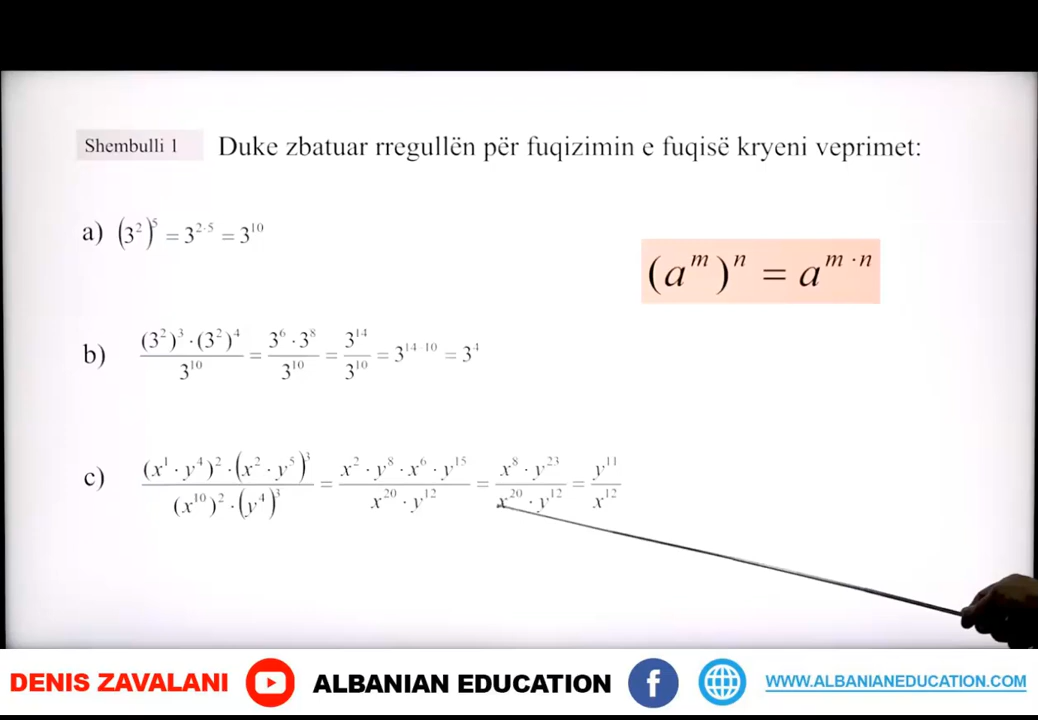 Shembulli 1 Duke zbatuar rregullën për fuqizimin e fuqisë kryeni veprimet:
a) (3²)⁵ = 3²·⁵ = 3¹⁰
(aᵐ)ⁿ = aᵐ·ⁿ
b) (3²)³·(3²)⁴ / 3¹⁰ = 3⁶·3⁸ / 3¹⁰ = 3¹⁴ / 3¹⁰ = 3¹⁴⁻¹⁰ = 3⁴
c) (x¹·y⁴)²·(x²·y⁵)³ / (x¹⁰)²·(y⁴)³ = x²·y⁸·x⁶·y¹⁵ / x²⁰·y¹² = x⁸·y²³ / x²⁰·y¹² = y¹¹ / x¹²
DENIS ZAVALANI ALBANIAN EDUCATION f WWW.ALBANIANEDUCATION.COM